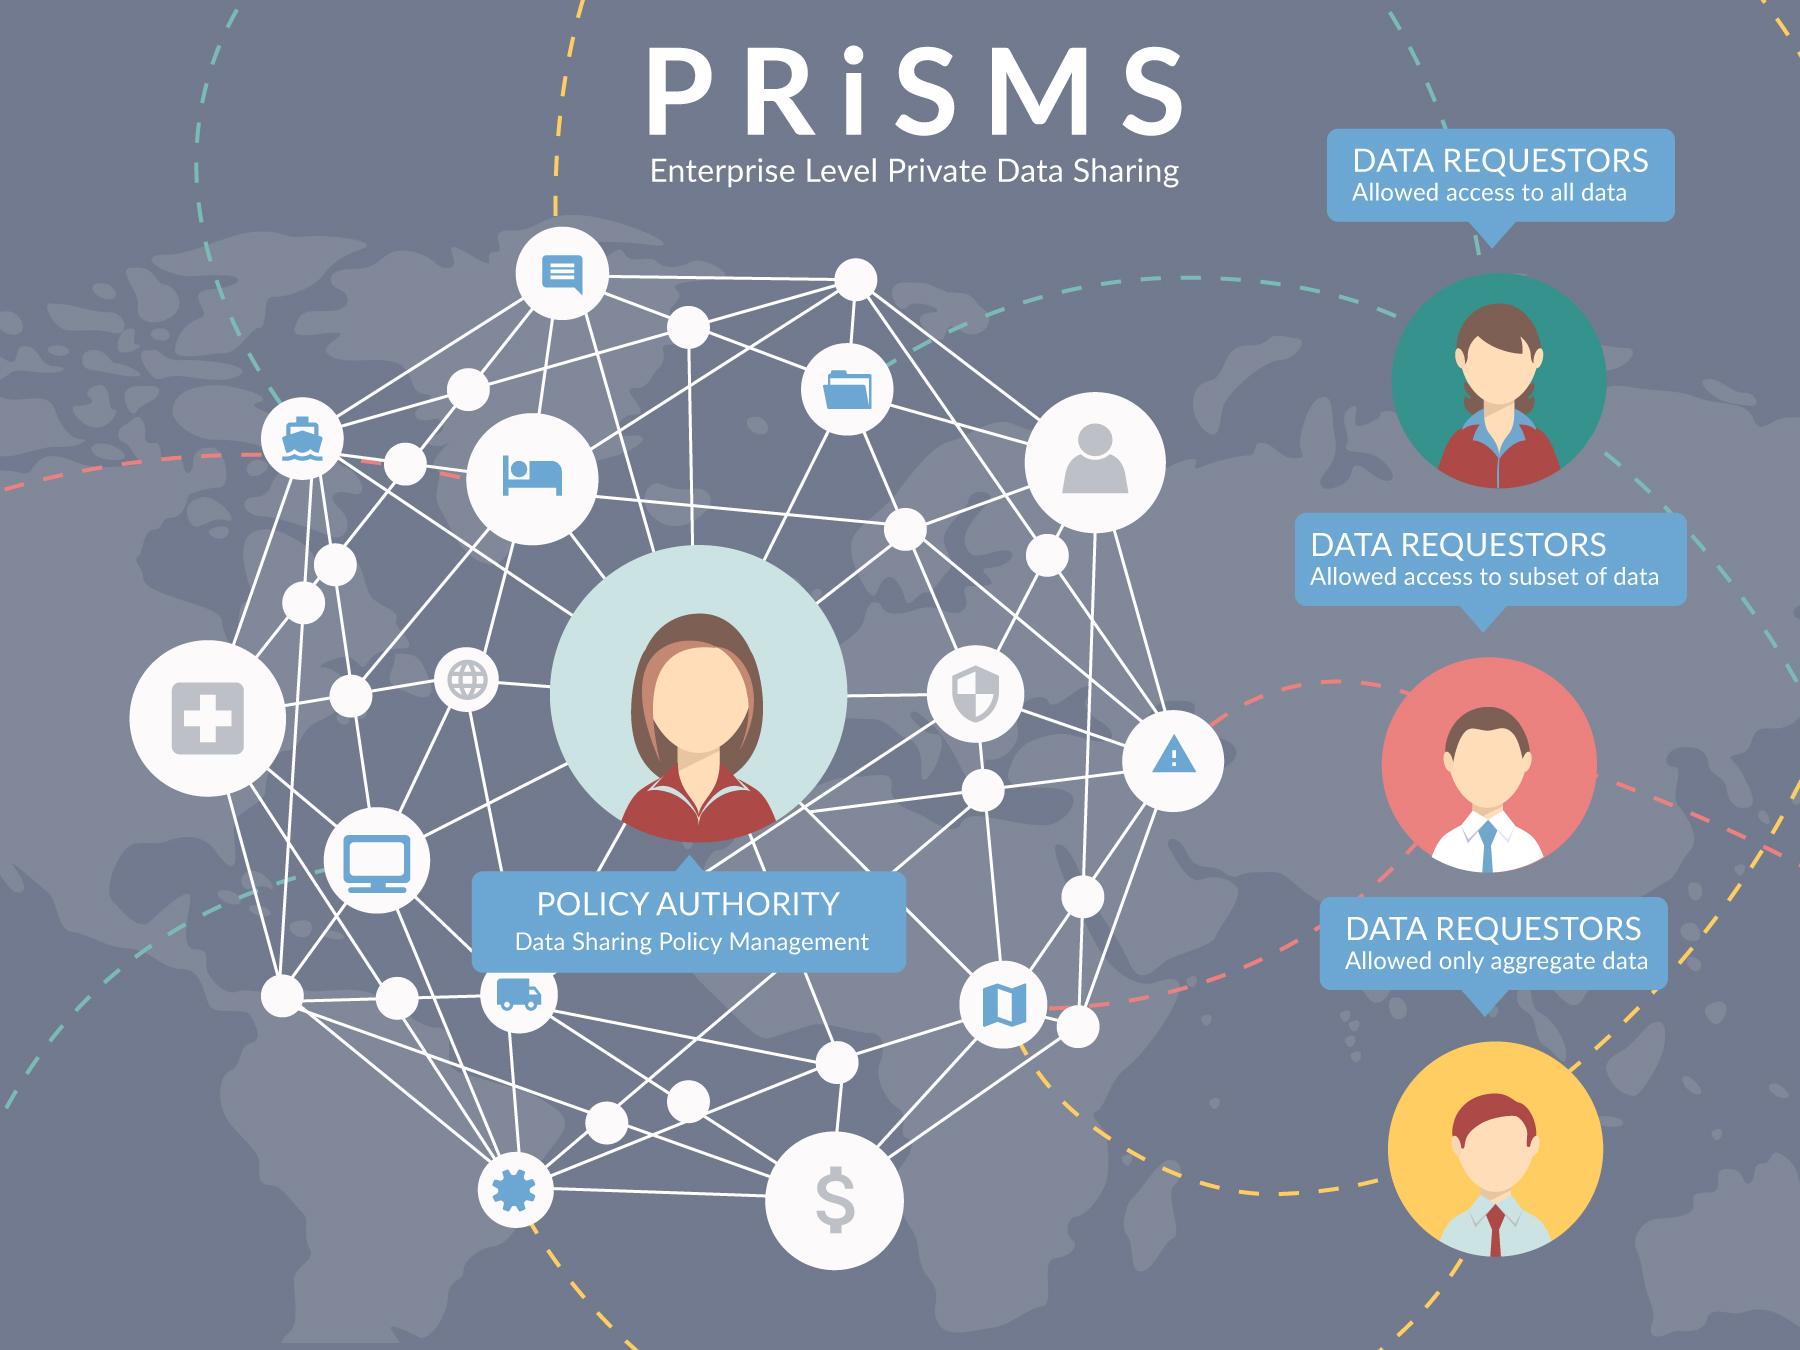 PRiSMS
Enterprise Level Private Data Sharing
DATA REQUESTORS
Allowed access to all data
DATA REQUESTORS
Allowed access to subset of data
POLICY AUTHORITY
Data Sharing Policy Management
DATA REQUESTORS
Allowed only aggregate data
$